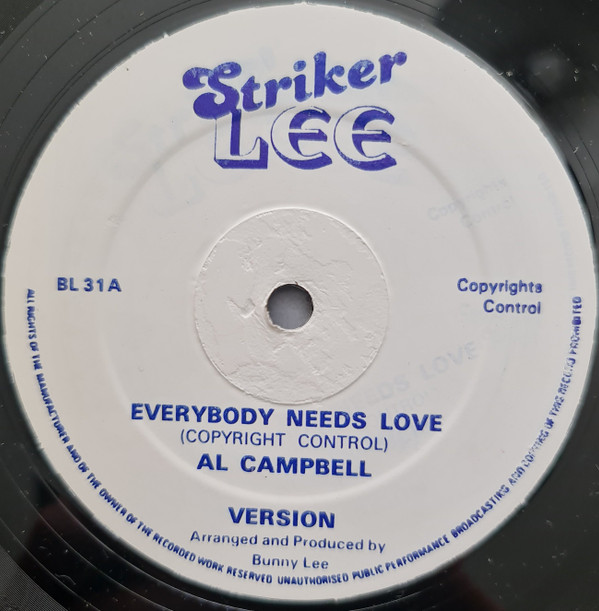 Striker
LEE
BL 31 A
Copyrights
Control
EVERYBODY NEEDS LOVE
(COPYRIGHT CONTROL)
AL CAMPBELL
VERSION
Arranged and Produced by
Bunny Lee
ALL RIGHTS OF THE MANUFACTURER AND OF THE OWNER OF THE RECORDED WORK RESERVED UNAUTHORISED PUBLIC PERFORMANCE BROADCASTING AND COPYING OF THIS RECORD PROHIBITED